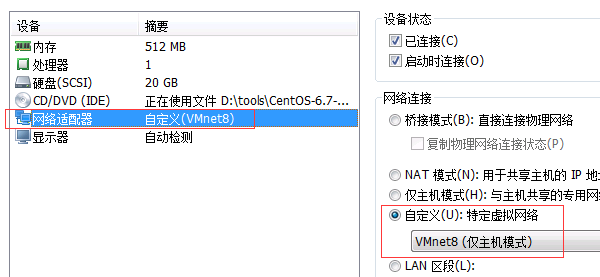 设备 摘要
内存 512 MB
处理器 1
硬盘(SCSI) 20 GB
CD/DVD (IDE) 正在使用文件 D:\tools\CentOS-6.7-...
网络适配器 自定义(VMnet8)
显示器 自动检测
设备状态
已连接(C)
启动时连接(O)
网络连接
桥接模式(B): 直接连接物理网络
复制物理网络连接状态(P)
NAT 模式(N): 用于共享主机的 IP 地
仅主机模式(H): 与主机共享的专用网
自定义(U): 特定虚拟网络
VMnet8 (仅主机模式)
LAN 区段(L):